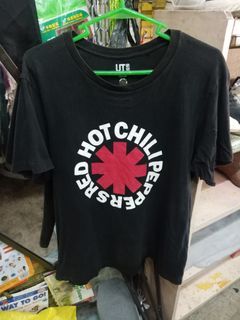 UT
RED HOT CHILI PEPPERS
WAY TO GO!